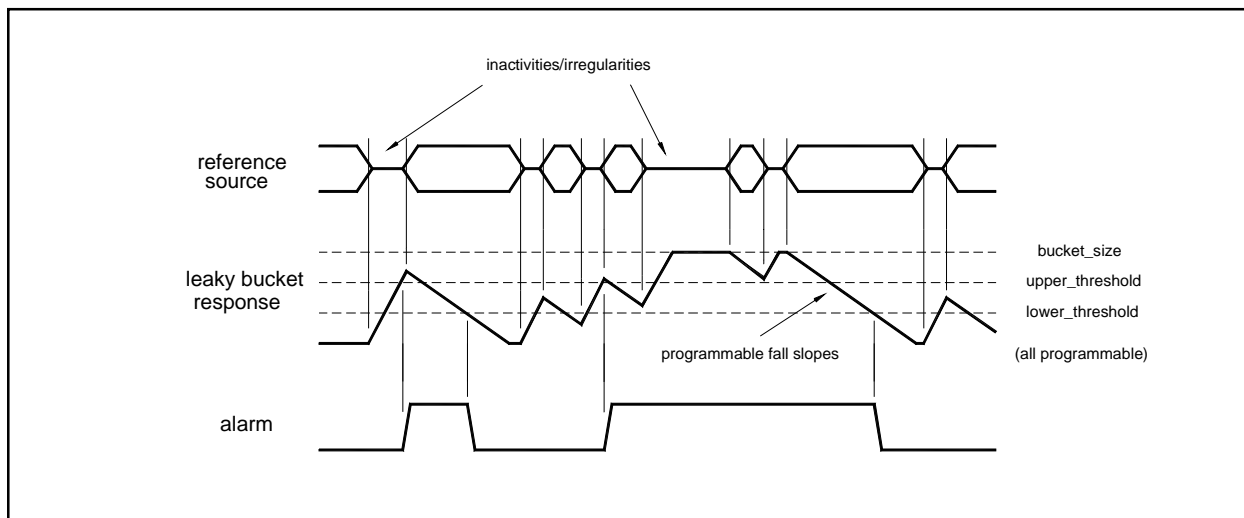 inactivities/irregularities
reference
source
bucket_size
leaky bucket
response
upper_threshold
lower_threshold
programmable fall slopes
(all programmable)
alarm